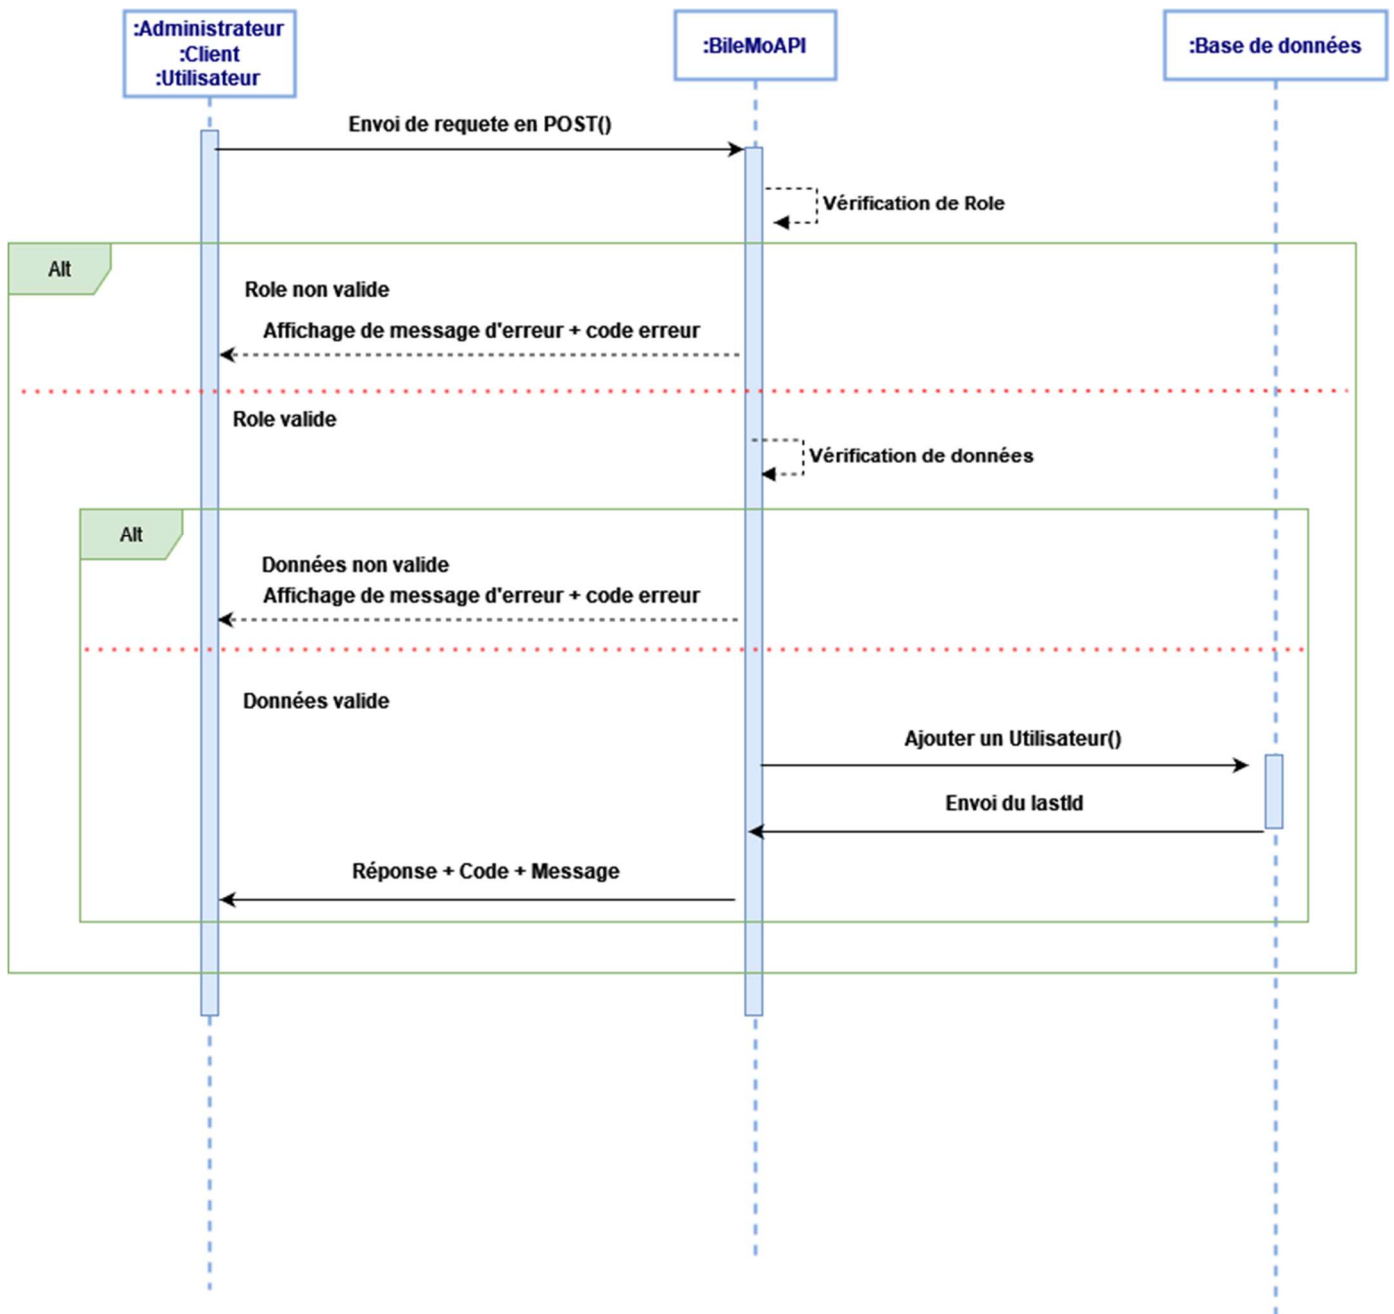 :Administrateur
:Client
:Utilisateur
:BileMoAPI
:Base de données
Envoi de requete en POST()
Vérification de Role
Alt
Role non valide
Affichage de message d'erreur + code erreur
Role valide
Vérification de données
Alt
Données non valide
Affichage de message d'erreur + code erreur
Données valide
Ajouter un Utilisateur()
Envoi du lastId
Réponse + Code + Message